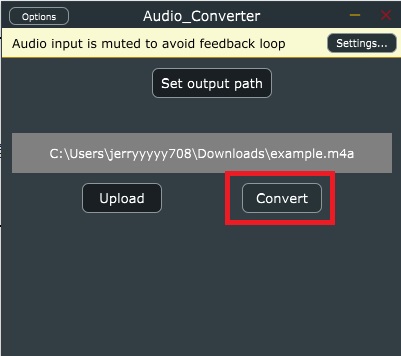 Options
Audio_Converter
Audio input is muted to avoid feedback loop
Settings...
Set output path
C:\Users\jerryyyyy708\Downloads\example.m4a
Upload
Convert